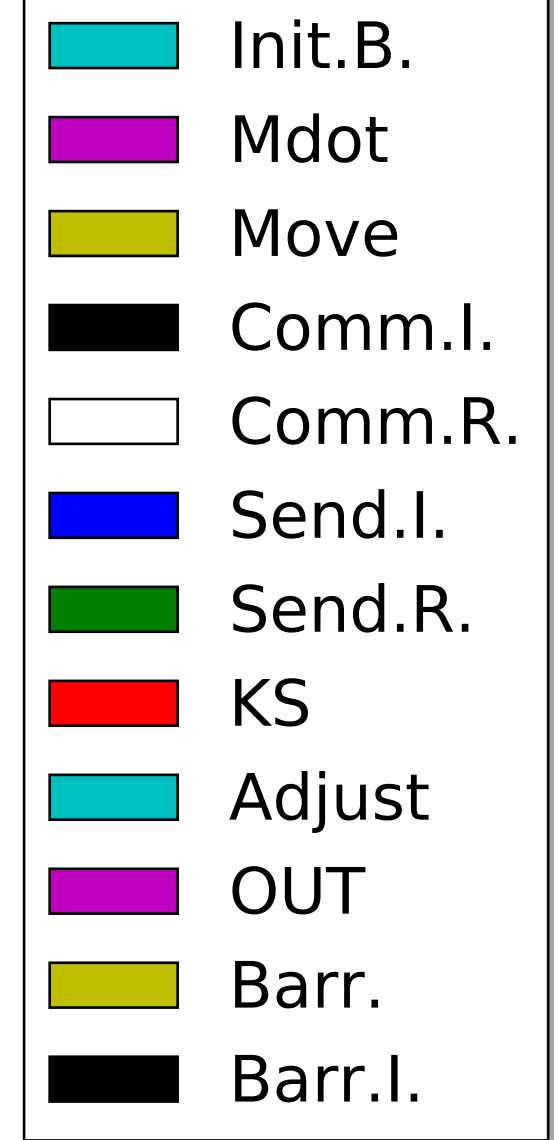 Init.B.
Mdot
Move
Comm.I.
Comm.R.
Send.I.
Send.R.
KS
Adjust
OUT
Barr.
Barr.I.